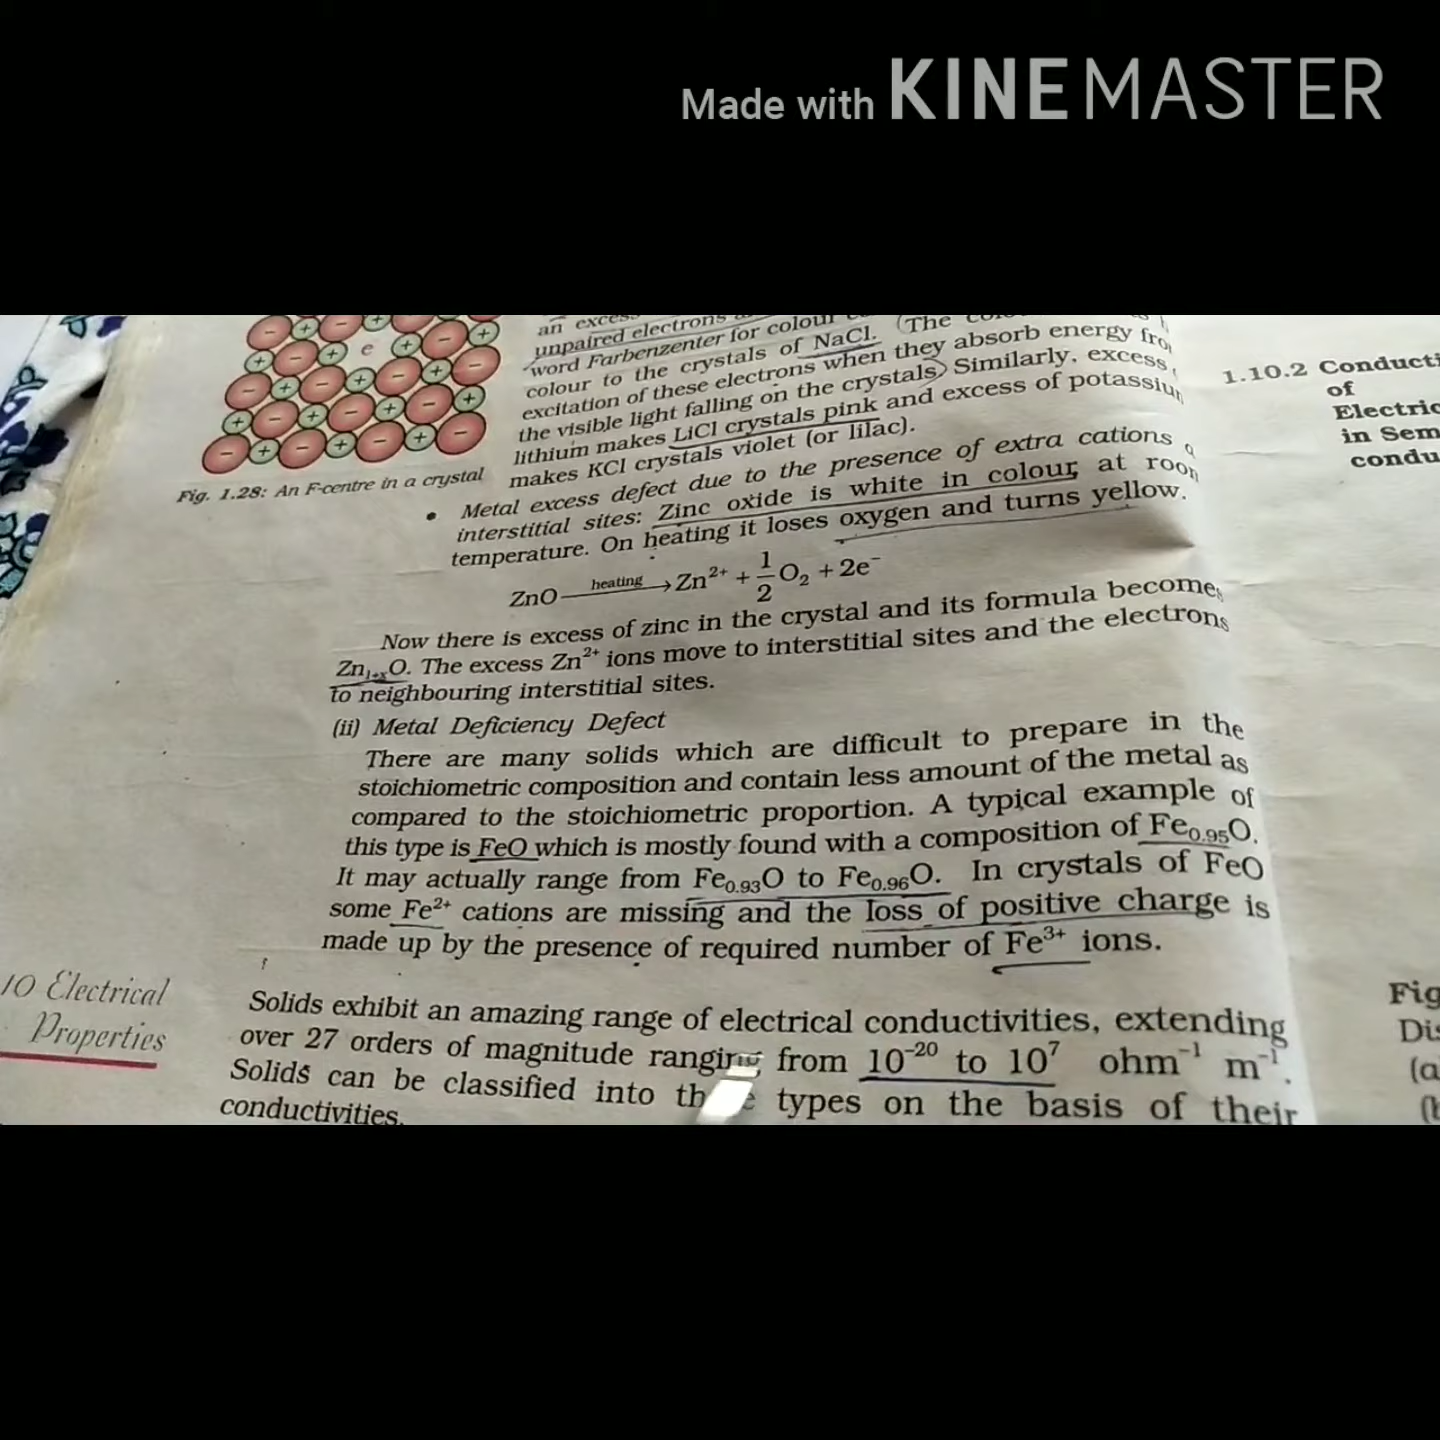 Made with KINEMASTER
an excess
unpaired electrons
word Farbenzenter for colour
colour to the crystals of NaCl. (The
excitation of these electrons when they absorb energy
the visible light falling on the crystals) Similarly, excess
lithium makes LiCl crystals pink and excess of
makes KCl crystals violet (or lilac).
e
Fig. 1.28: An F-centre in a crystal
• Metal excess defect due to the presence of extra cations
interstitial sites: Zinc oxide is white in colour at
temperature. On heating it loses oxygen and turns yellow.
ZnO heating → Zn²⁺ + 1/2 O₂ + 2e⁻
Now there is excess of zinc in the crystal and its formula becomes
Zn₁₊ₓO. The excess Zn²⁺ ions move to interstitial sites and the electrons
to neighbouring interstitial sites.
(ii) Metal Deficiency Defect
There are many solids which are difficult to prepare in the
stoichiometric composition and contain less amount of the metal as
compared to the stoichiometric proportion. A typical example of
this type is FeO which is mostly found with a composition of Fe₀.₉₅O.
It may actually range from Fe₀.₉₃O to Fe₀.₉₆O. In crystals of FeO
some Fe²⁺ cations are missing and the loss of positive charge is
made up by the presence of required number of Fe³⁺ ions.
10 Electrical
Properties
Solids exhibit an amazing range of electrical conductivities, extending
over 27 orders of magnitude ranging from 10⁻²⁰ to 10⁷ ohm⁻¹ m⁻¹.
Solids can be classified into types on the basis of their
conductivities.
1.10.2
of
in
Fig
(a